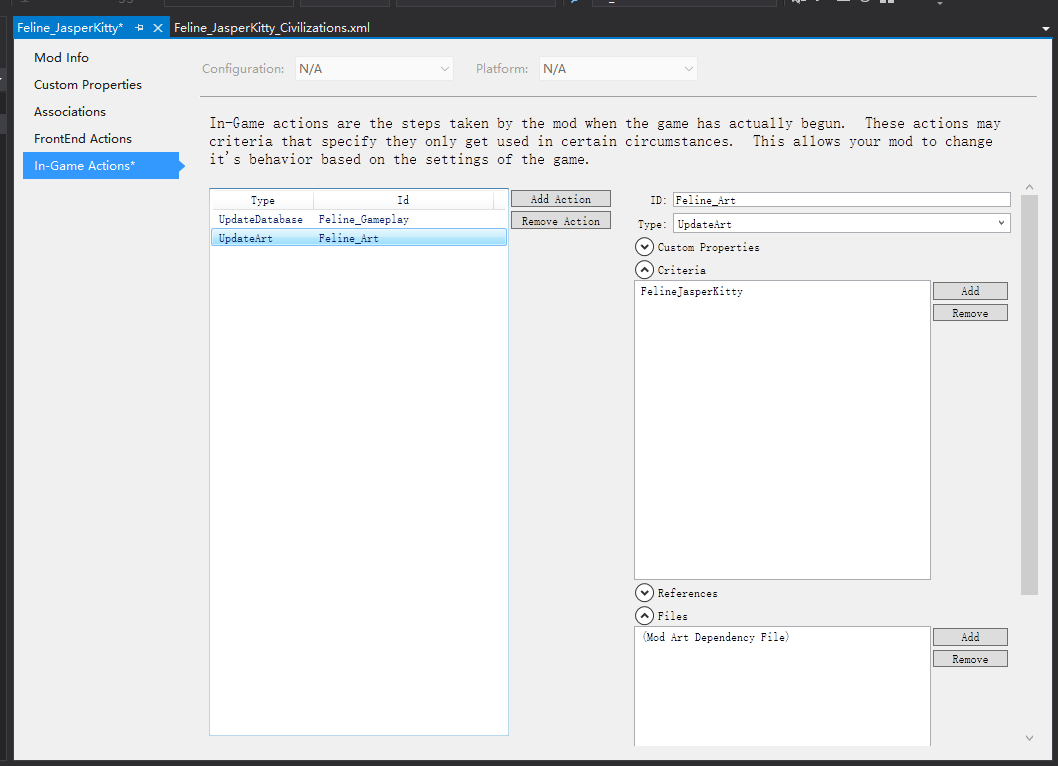 Feline_JasperKitty* Feline_JasperKitty_Civilizations.xml
Mod Info
Custom Properties
Associations
FrontEnd Actions
In-Game Actions*
Configuration: N/A Platform: N/A
In-Game actions are the steps taken by the mod when the game has actually begun. These actions may
criteria that specify they only get used in certain circumstances. This allows your mod to change
it's behavior based on the settings of the game.
Type Id
UpdateDatabase Feline_Gameplay
UpdateArt Feline_Art
Add Action
Remove Action
ID: Feline_Art
Type: UpdateArt
Custom Properties
Criteria
FelineJasperKitty
Add
Remove
References
Files
(Mod Art Dependency File)
Add
Remove